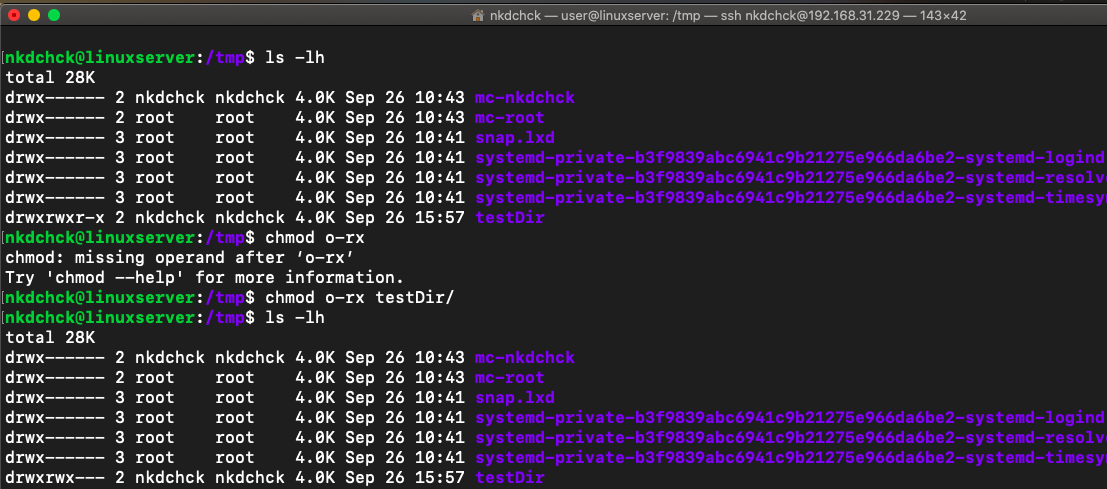 nkdchck — user@linuxserver: /tmp — ssh nkdchck@192.168.31.229 — 143×42
[nkdchck@linuxserver:/tmp$ ls -lh
total 28K
drwx------ 2 nkdchck nkdchck 4.0K Sep 26 10:43 mc-nkdchck
drwx------ 2 root    root    4.0K Sep 26 10:43 mc-root
drwx------ 3 root    root    4.0K Sep 26 10:41 snap.lxd
drwx------ 3 root    root    4.0K Sep 26 10:41 systemd-private-b3f9839abc6941c9b21275e966da6be2-systemd-logind
drwx------ 3 root    root    4.0K Sep 26 10:41 systemd-private-b3f9839abc6941c9b21275e966da6be2-systemd-resolv
drwx------ 3 root    root    4.0K Sep 26 10:41 systemd-private-b3f9839abc6941c9b21275e966da6be2-systemd-timesy
drwxrwxr-x 2 nkdchck nkdchck 4.0K Sep 26 15:57 testDir
[nkdchck@linuxserver:/tmp$ chmod o-rx
chmod: missing operand after ‘o-rx’
Try 'chmod --help' for more information.
[nkdchck@linuxserver:/tmp$ chmod o-rx testDir/
[nkdchck@linuxserver:/tmp$ ls -lh
total 28K
drwx------ 2 nkdchck nkdchck 4.0K Sep 26 10:43 mc-nkdchck
drwx------ 2 root    root    4.0K Sep 26 10:43 mc-root
drwx------ 3 root    root    4.0K Sep 26 10:41 snap.lxd
drwx------ 3 root    root    4.0K Sep 26 10:41 systemd-private-b3f9839abc6941c9b21275e966da6be2-systemd-logind
drwx------ 3 root    root    4.0K Sep 26 10:41 systemd-private-b3f9839abc6941c9b21275e966da6be2-systemd-resolv
drwx------ 3 root    root    4.0K Sep 26 10:41 systemd-private-b3f9839abc6941c9b21275e966da6be2-systemd-timesy
drwxrwx--- 2 nkdchck nkdchck 4.0K Sep 26 15:57 testDir